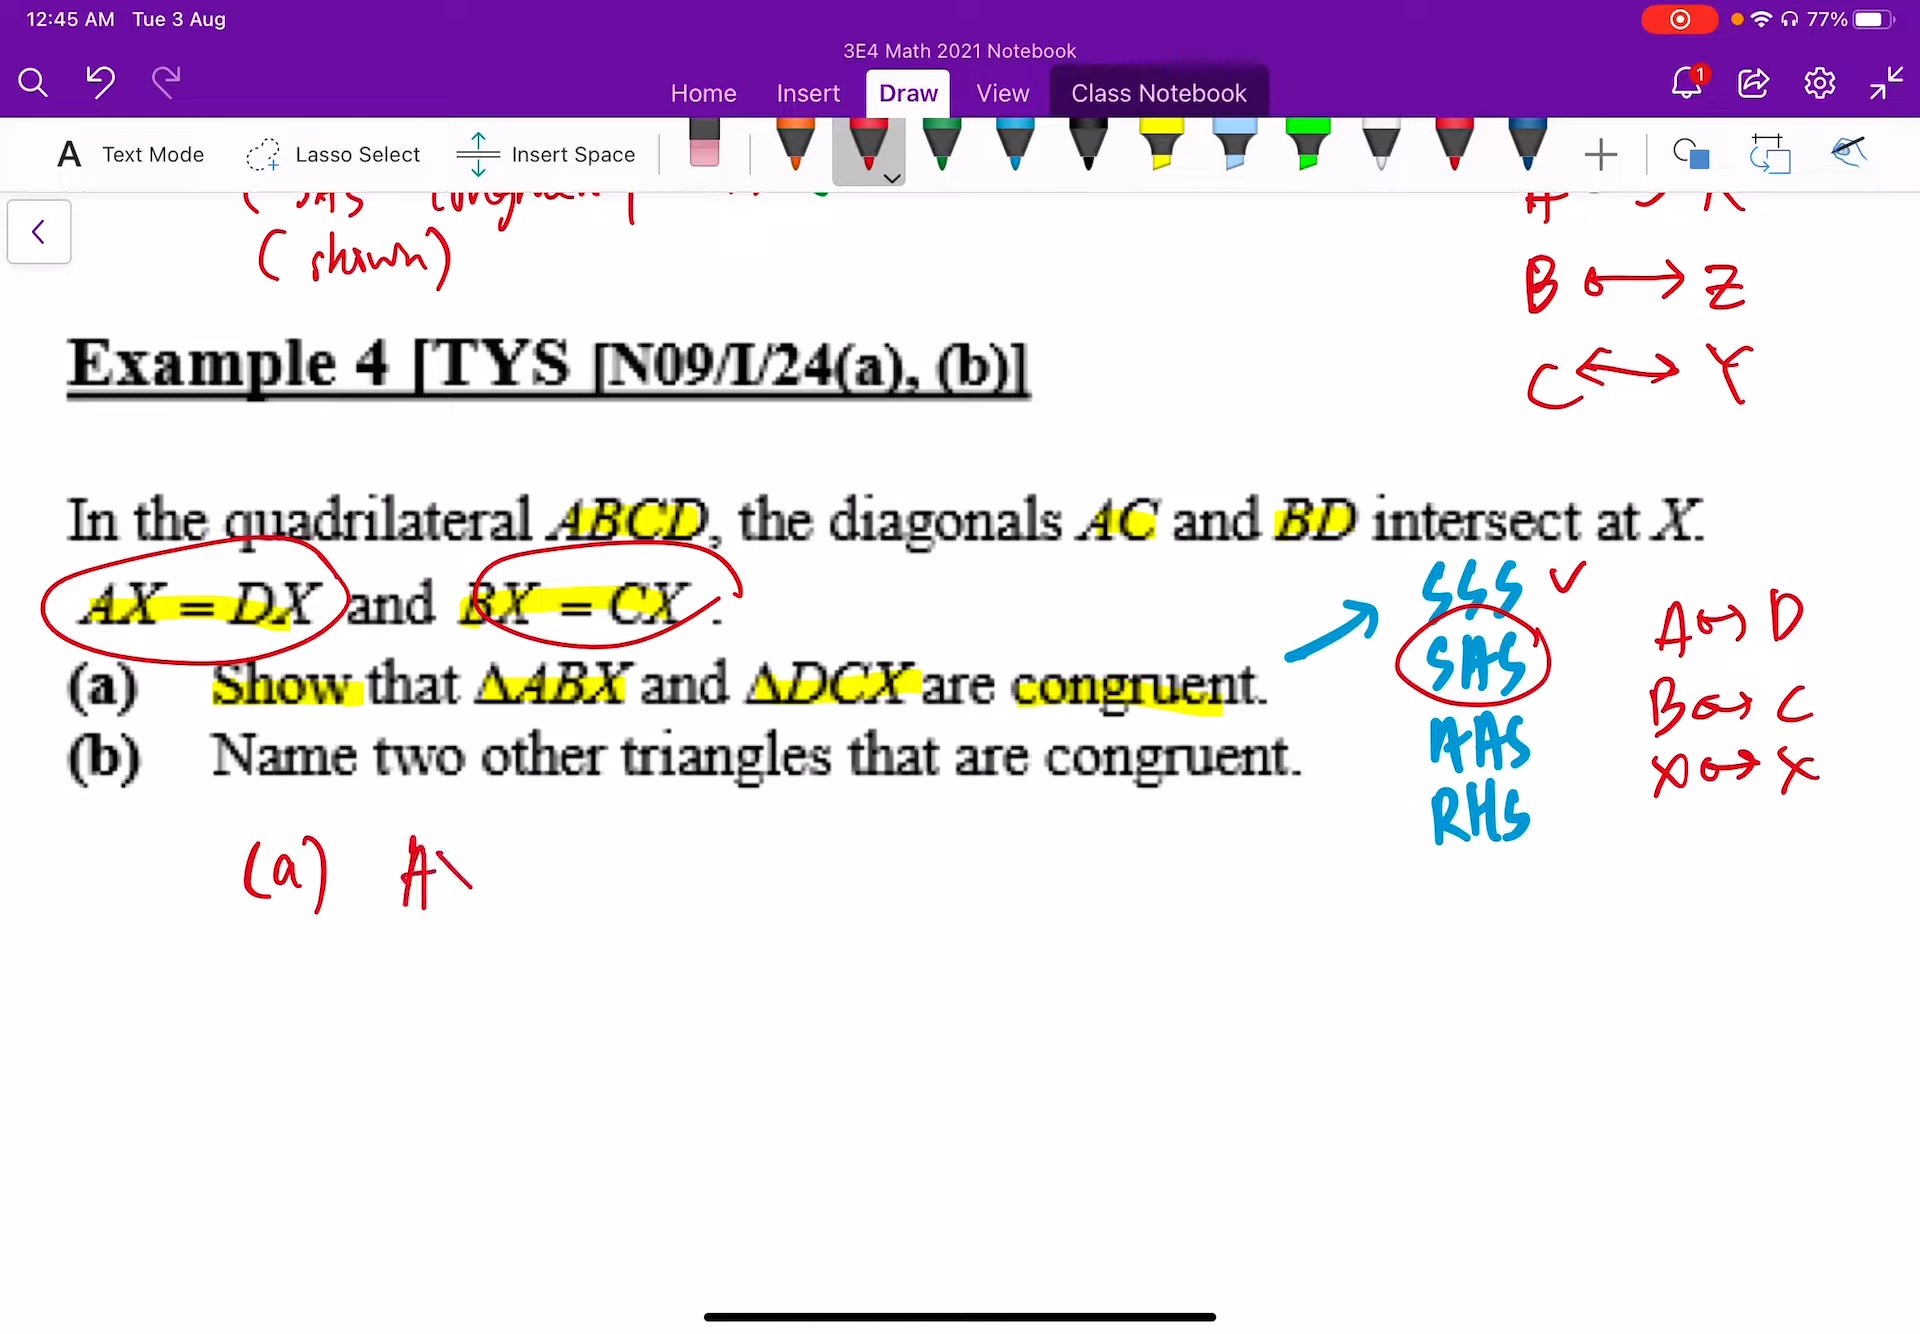 12:45 AM Tue 3 Aug
77%
3E4 Math 2021 Notebook
Home Insert Draw View Class Notebook
1
A Text Mode Lasso Select Insert Space
(SAS
(shown)
B ↔ Z
C ↔ Y
Example 4 [TYS [N09/I/24(a), (b)]
In the quadrilateral ABCD, the diagonals AC and BD intersect at X.
AX = DX and BX = CX .
(a) Show that ΔABX and ΔDCX are congruent.
(b) Name two other triangles that are congruent.
SSS ✓
SAS
AAS
RHS
A ↔ D
B ↔ C
X ↔ X
(a) A